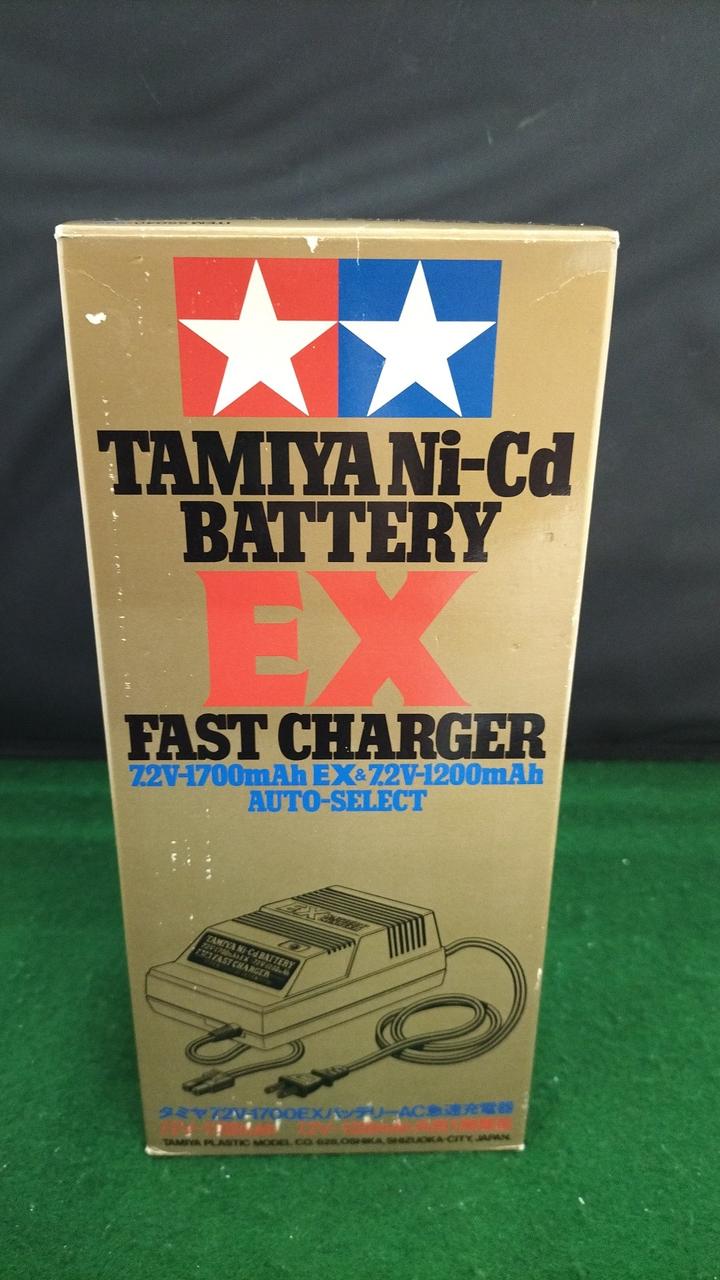 TAMIYA Ni-Cd
BATTERY
EX
FAST CHARGER
7.2V-1700mAh EX & 7.2V-1200mAh
AUTO-SELECT
EX
TAMIYA Ni-Cd BATTERY
FAST CHARGER
タミヤ7.2V-1700EXバッテリーAC急速充電器
TAMIYA PLASTIC MODEL CO. 628, OSHIKA, SHIZUOKA-CITY, JAPAN.